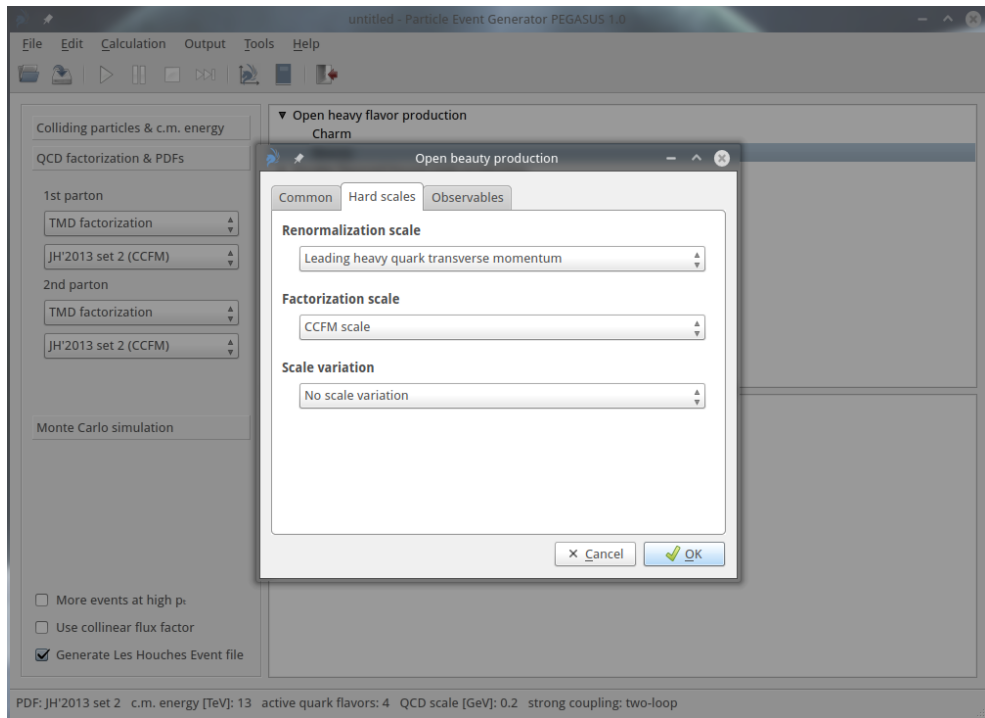 untitled - Particle Event Generator PEGASUS 1.0
File Edit Calculation Output Tools Help
Colliding particles & c.m. energy
QCD factorization & PDFs
1st parton
TMD factorization
JH'2013 set 2 (CCFM)
2nd parton
TMD factorization
JH'2013 set 2 (CCFM)
Monte Carlo simulation
More events at high pₜ
Use collinear flux factor
Generate Les Houches Event file
▼ Open heavy flavor production
Charm
Open beauty production
Common Hard scales Observables
Renormalization scale
Leading heavy quark transverse momentum
Factorization scale
CCFM scale
Scale variation
No scale variation
Cancel OK
PDF: JH'2013 set 2 c.m. energy [TeV]: 13 active quark flavors: 4 QCD scale [GeV]: 0.2 strong coupling: two-loop